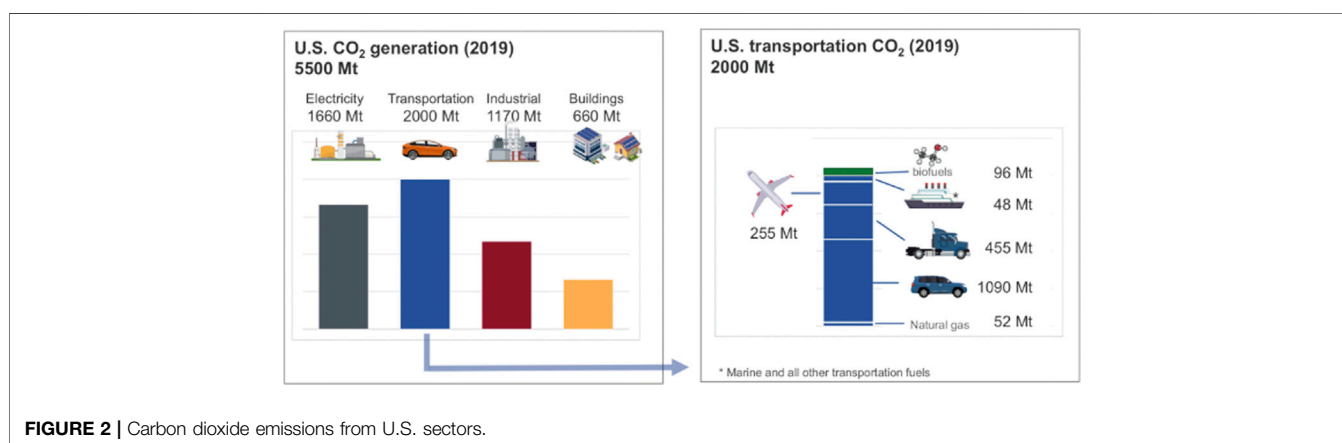 U.S. CO₂ generation (2019)
5500 Mt
Electricity Transportation Industrial Buildings
1660 Mt 2000 Mt 1170 Mt 660 Mt
U.S. transportation CO₂ (2019)
2000 Mt
biofuels 96 Mt
48 Mt
255 Mt
455 Mt
1090 Mt
Natural gas 52 Mt
*
* Marine and all other transportation fuels
FIGURE 2 | Carbon dioxide emissions from U.S. sectors.